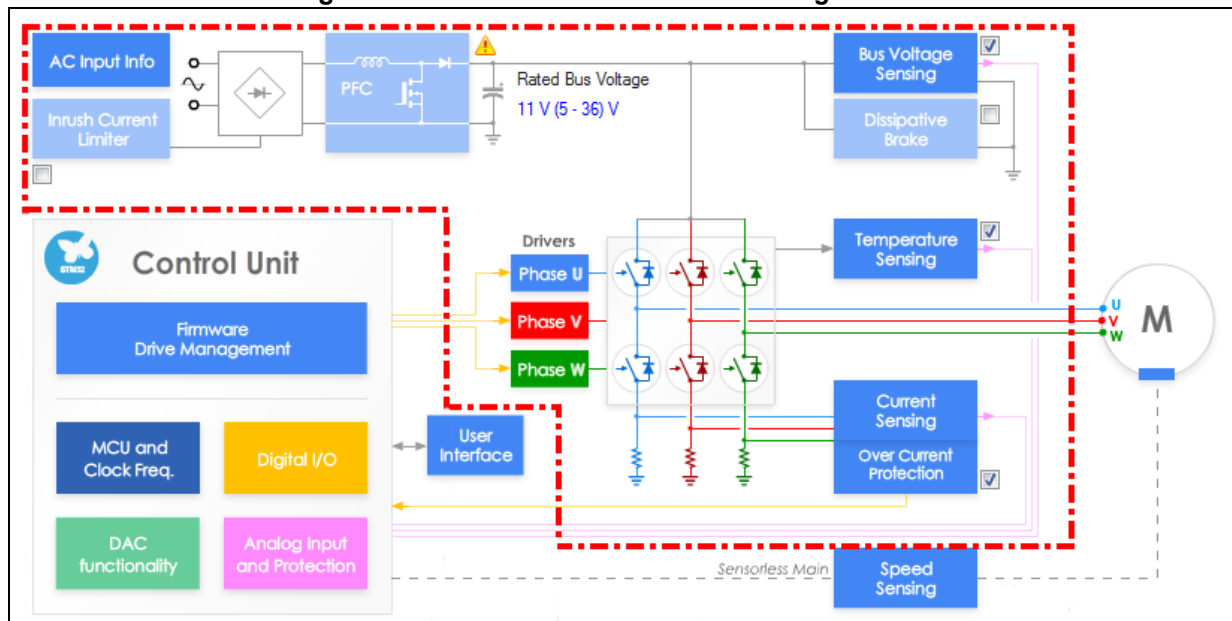 AC Input Info
Inrush Current
Limiter
PFC
Rated Bus Voltage
11 V (5 - 36) V
Bus Voltage
Sensing
Dissipative
Brake
STM32
Control Unit
Firmware
Drive Management
MCU and
Clock Freq.
Digital I/O
DAC
functionality
Analog Input
and Protection
User
Interface
Drivers
Phase U
Phase V
Phase W
Temperature
Sensing
U
V
W
M
Current
Sensing
Over Current
Protection
Sensorless Main
Speed
Sensing